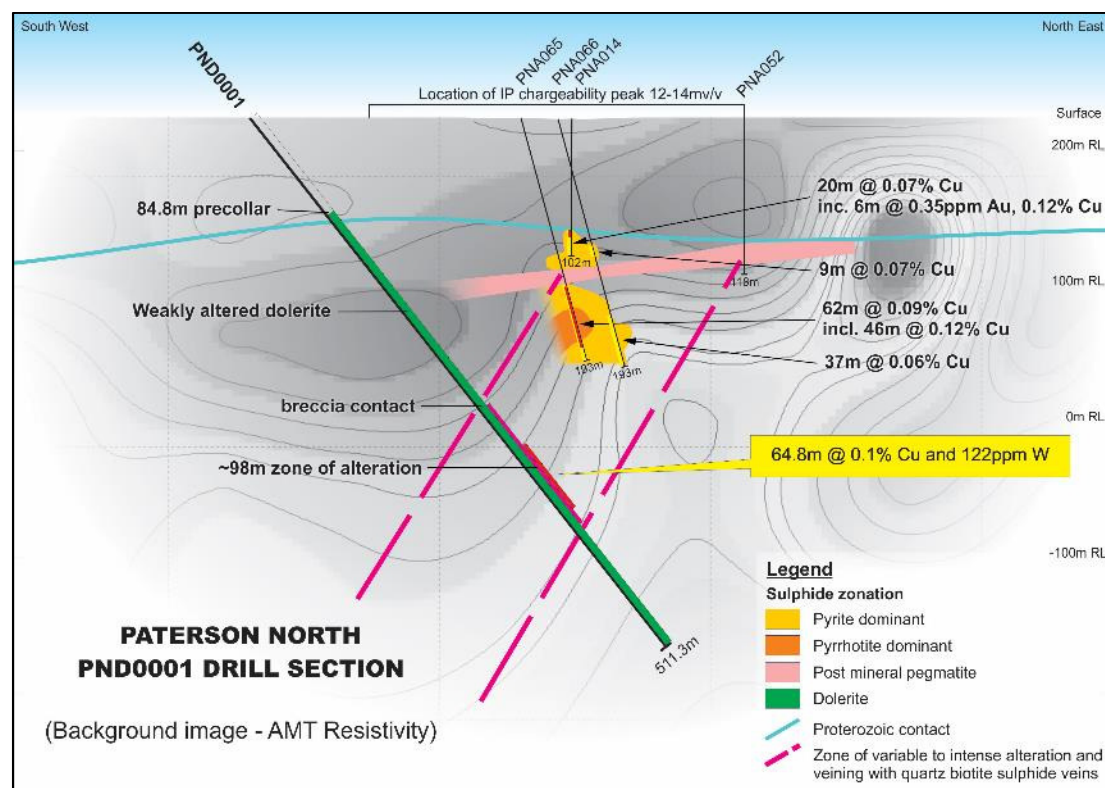 South West
North East
PND0001
PNA065
PNA066
PNA014
PNA052
Location of IP chargeability peak 12-14mv/v
Surface
200m RL
84.8m precollar
20m @ 0.07% Cu
inc. 6m @ 0.35ppm Au, 0.12% Cu
102m
9m @ 0.07% Cu
119m
100m RL
Weakly altered dolerite
62m @ 0.09% Cu
incl. 46m @ 0.12% Cu
37m @ 0.06% Cu
193m
193m
breccia contact
0m RL
~98m zone of alteration
64.8m @ 0.1% Cu and 122ppm W
-100m RL
511.3m
PATERSON NORTH
PND0001 DRILL SECTION
(Background image - AMT Resistivity)
Legend
Sulphide zonation
Pyrite dominant
Pyrrhotite dominant
Post mineral pegmatite
Dolerite
Proterozoic contact
Zone of variable to intense alteration and
veining with quartz biotite sulphide veins